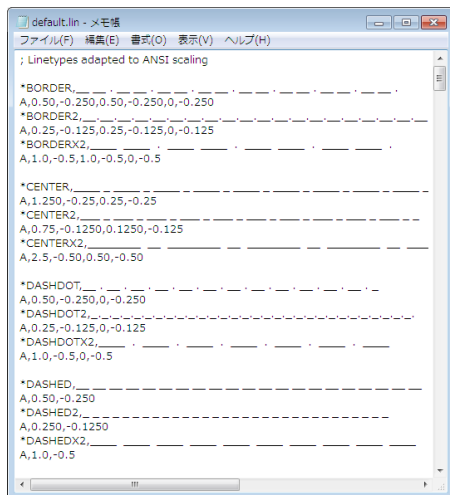 default.lin - メモ帳
ファイル(F) 編集(E) 書式(O) 表示(V) ヘルプ(H)
; Linetypes adapted to ANSI scaling
*BORDER,__ __ . __ __ . __ __ . __ __ . __ __ .
A,0.50,-0.250,0.50,-0.250,0,-0.250
*BORDER2,__.__.__.__.__.__.__.__.__.__.__.__
A,0.25,-0.125,0.25,-0.125,0,-0.125
*BORDERX2,____ ____ . ____ ____ . ____ ____ .
A,1.0,-0.5,1.0,-0.5,0,-0.5
*CENTER,____ _ ____ _ ____ _ ____ _ ____ _ ____ _
A,1.250,-0.25,0.25,-0.25
*CENTER2,___ _ ___ _ ___ _ ___ _ ___ _ ___ _ _
A,0.75,-0.1250,0.1250,-0.125
*CENTERX2,________ __ ________ __ ________ __ ___
A,2.5,-0.50,0.50,-0.50
*DASHDOT,__ . __ . __ . __ . __ . __ . __ . _
A,0.50,-0.250,0,-0.250
*DASHDOT2,_._._._._._._._._._._._._._._.
A,0.25,-0.125,0,-0.125
*DASHDOTX2,____ . ____ . ____ . ____ . ____
A,1.0,-0.5,0,-0.5
*DASHED,__ __ __ __ __ __ __ __ __ __ __ __
A,0.50,-0.250
*DASHED2,_ _ _ _ _ _ _ _ _ _ _ _ _ _ _ _ _
A,0.250,-0.1250
*DASHEDX2,____ ____ ____ ____ ____ ____ ____
A,1.0,-0.5